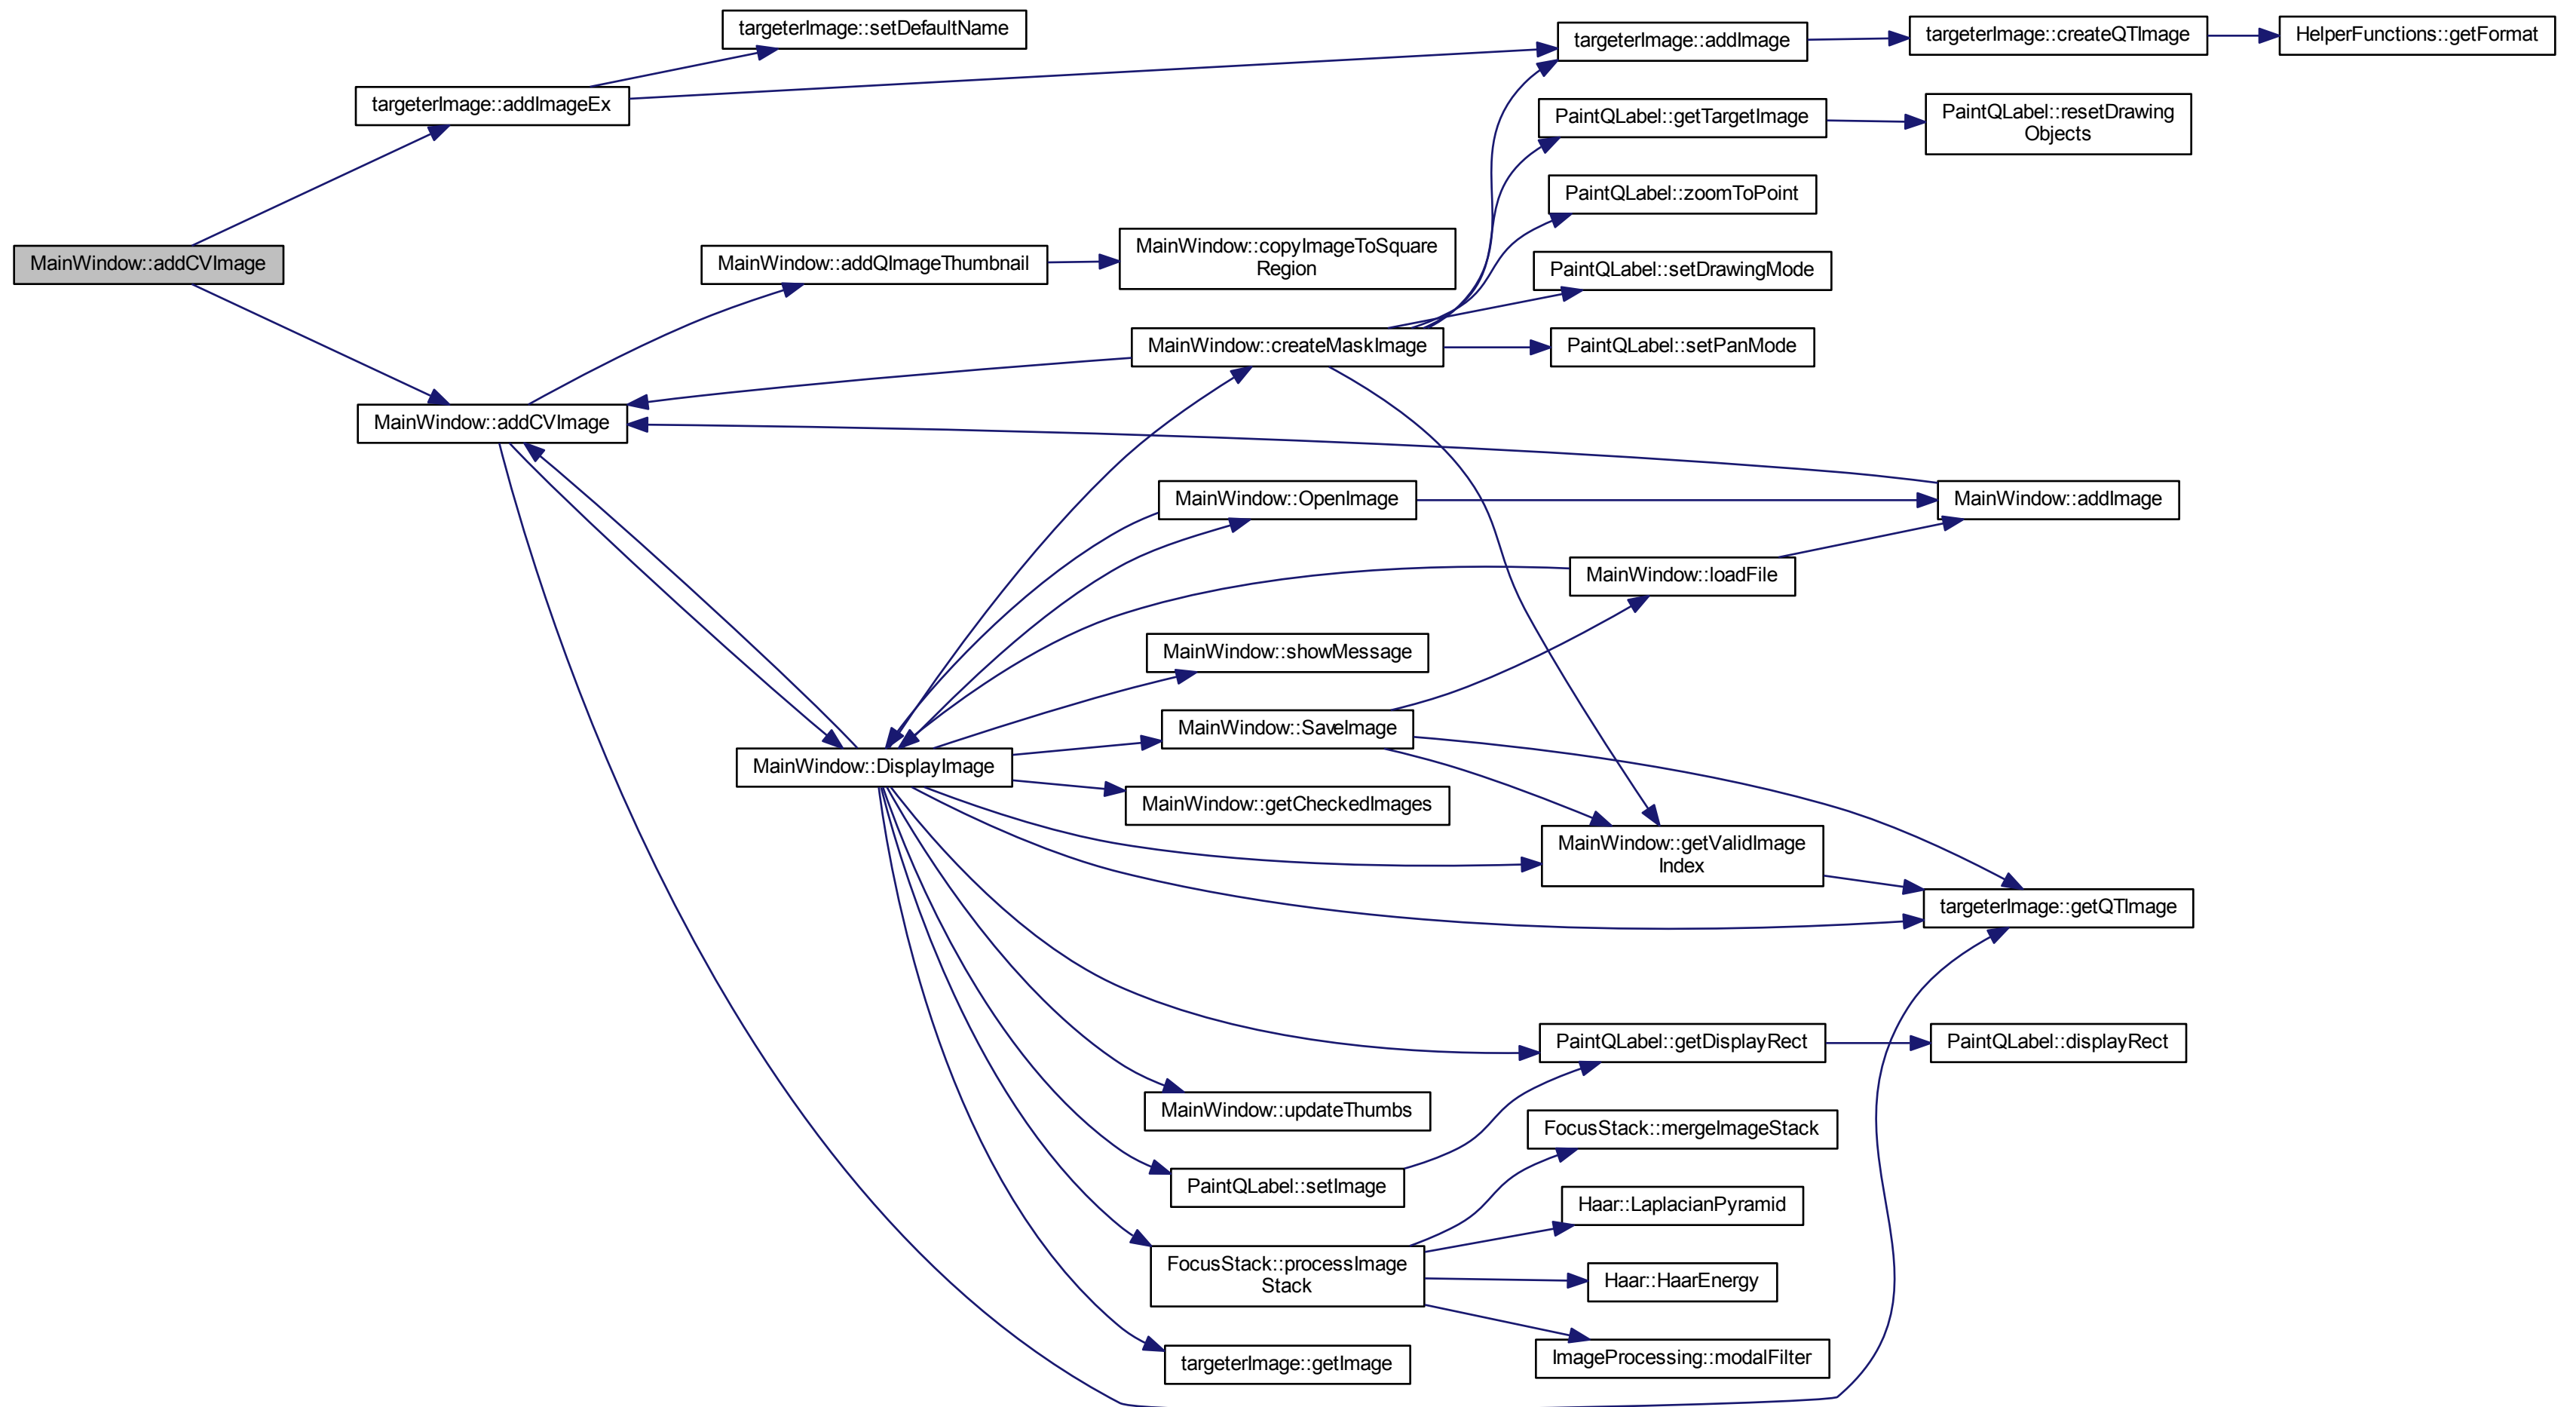 targeterImage::setDefaultName
targeterImage::addImage
targeterImage::createQTImage
HelperFunctions::getFormat
targeterImage::addImageEx
PaintQLabel::getTargetImage
PaintQLabel::resetDrawing
Objects
PaintQLabel::zoomToPoint
MainWindow::addCVImage
MainWindow::addQImageThumbnail
MainWindow::copyImageToSquare
Region
PaintQLabel::setDrawingMode
MainWindow::createMaskImage
PaintQLabel::setPanMode
MainWindow::addCVImage
MainWindow::OpenImage
MainWindow::addImage
MainWindow::loadFile
MainWindow::showMessage
MainWindow::SaveImage
MainWindow::DisplayImage
MainWindow::getCheckedImages
MainWindow::getValidImage
Index
targeterImage::getQTImage
PaintQLabel::getDisplayRect
PaintQLabel::displayRect
MainWindow::updateThumbs
FocusStack::mergeImageStack
PaintQLabel::setImage
Haar::LaplacianPyramid
FocusStack::processImage
Stack
Haar::HaarEnergy
targeterImage::getImage
ImageProcessing::modalFilter